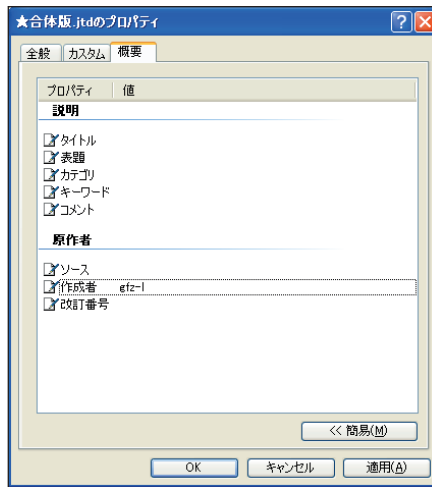 ★合体版.jtdのプロパティ
全般 カスタム 概要
プロパティ 値
説明
タイトル
表題
カテゴリ
キーワード
コメント
原作者
ソース
作成者 gfz-l
改訂番号
<< 簡易(M)
OK キャンセル 適用(A)